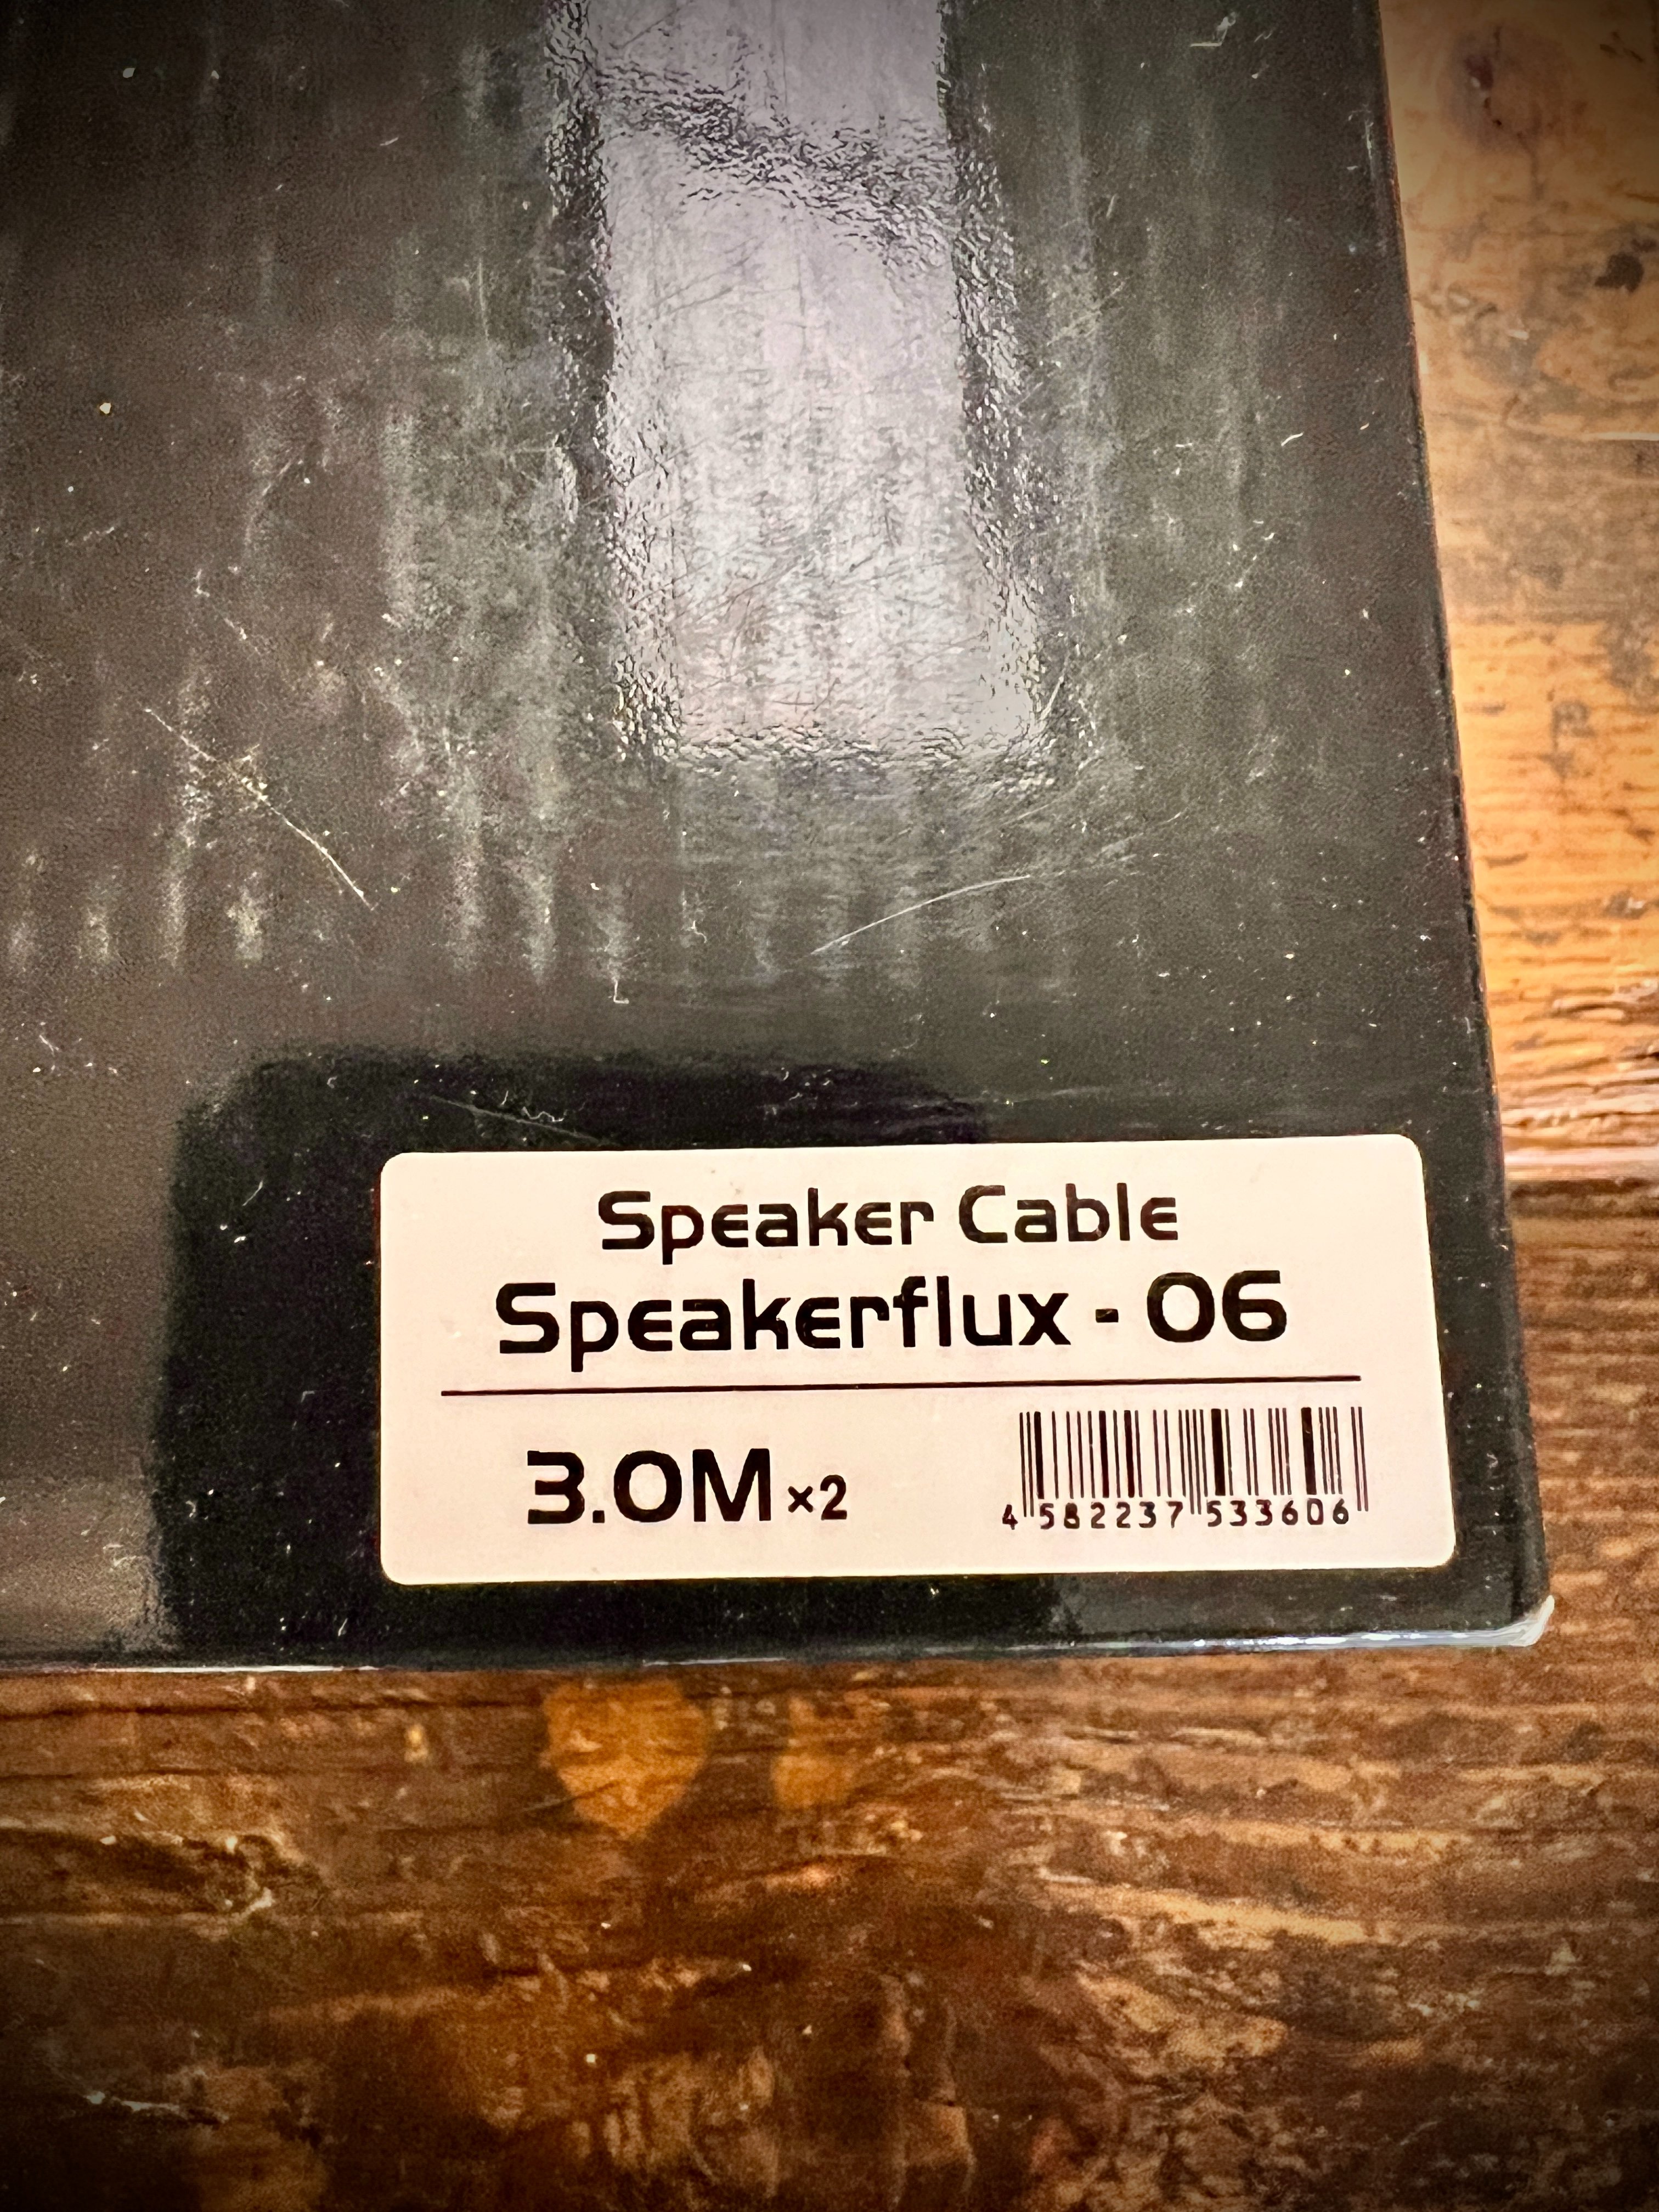 Speaker Cable
Speakerflux - 06
3.0M×2
4 582237 533606